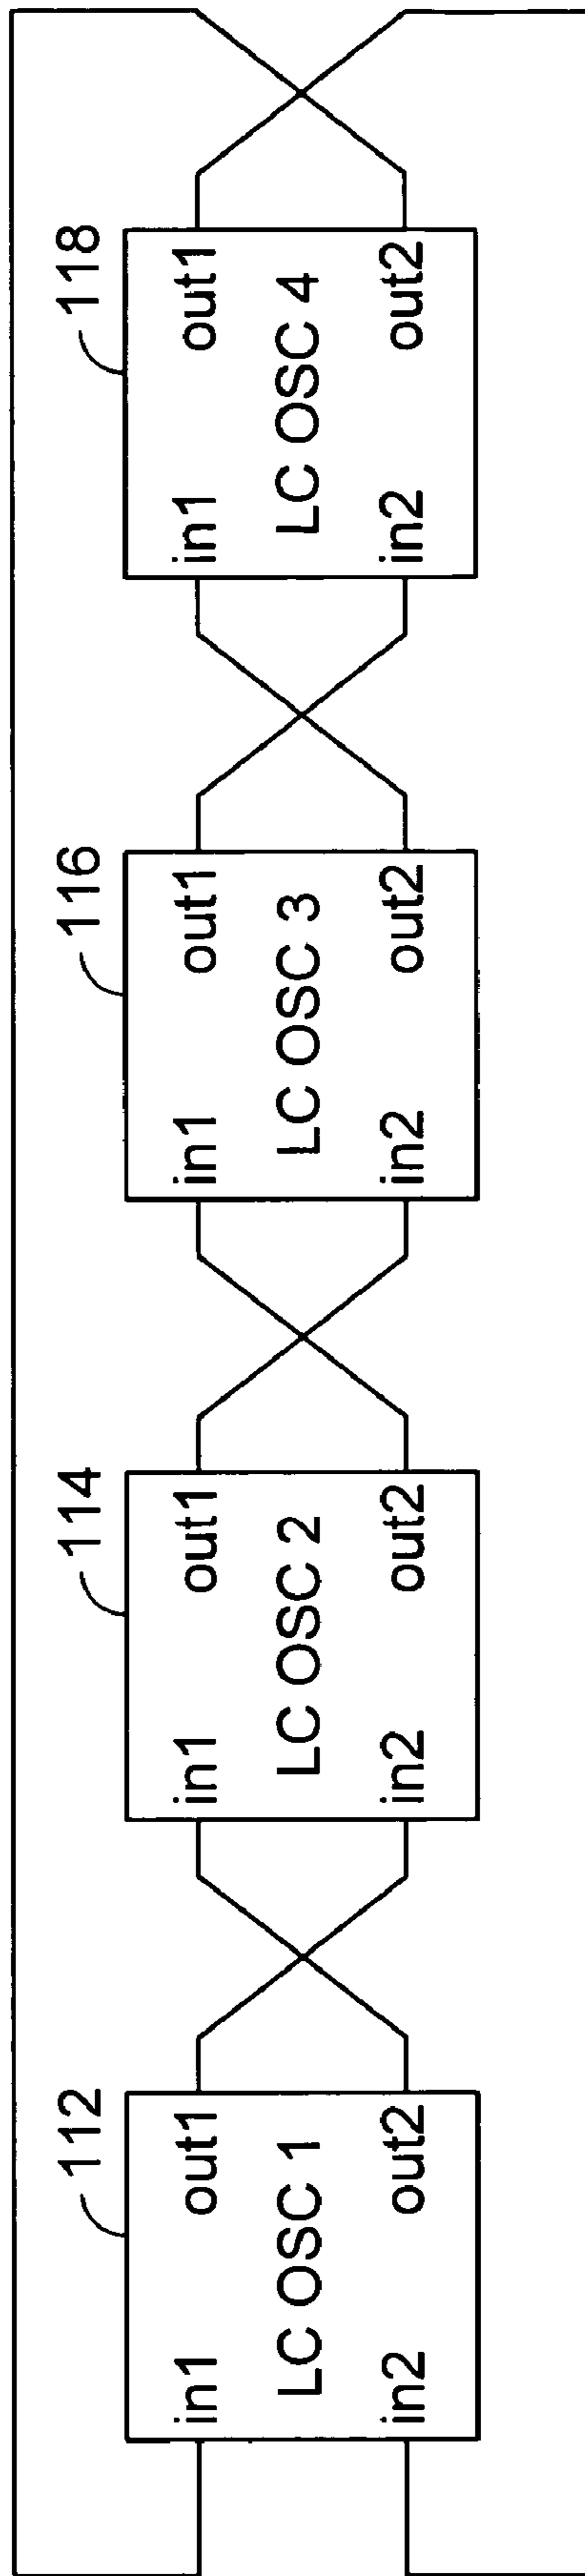 112
in1 out1
LC OSC 1
in2 out2
114
in1 out1
LC OSC 2
in2 out2
116
in1 out1
LC OSC 3
in2 out2
118
in1 out1
LC OSC 4
in2 out2